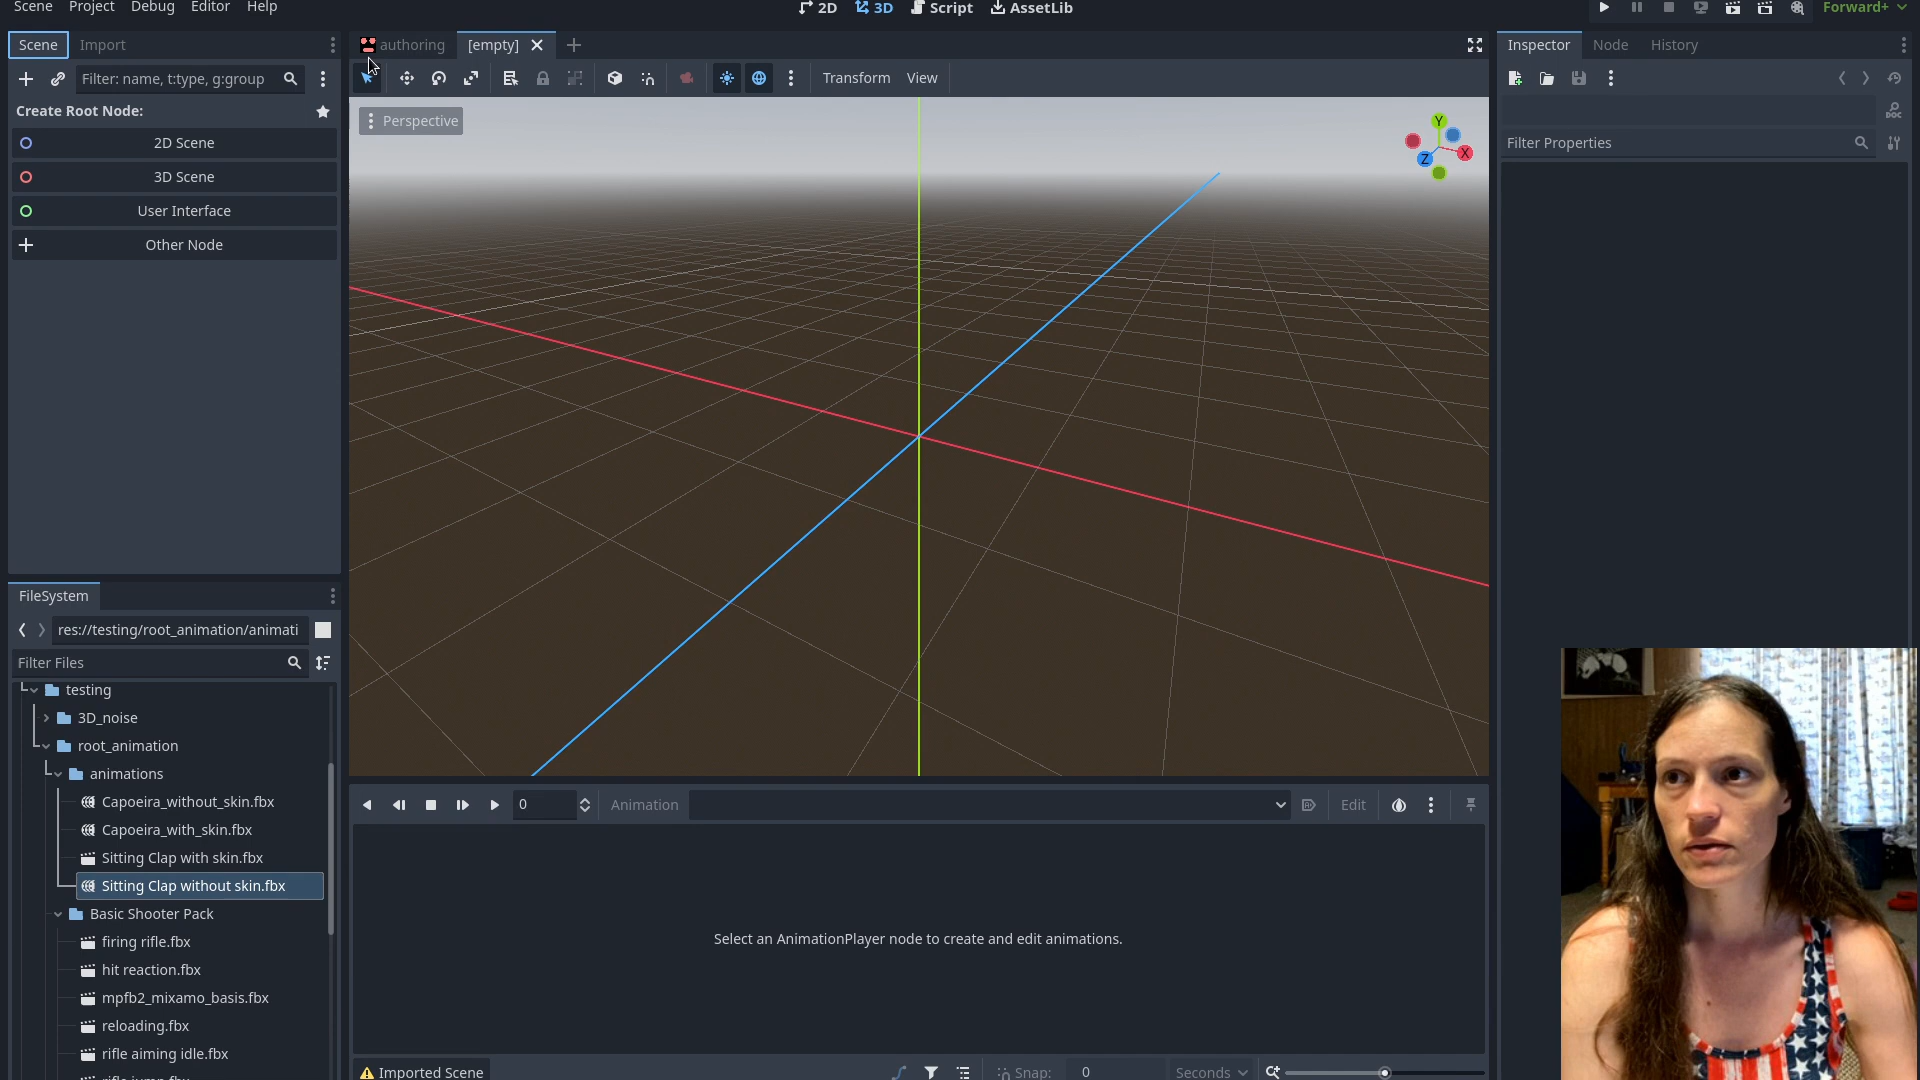 Scene Project Debug Editor Help
2D 3D Script AssetLib
Forward+
Scene Import
Filter: name, t:type, g:group
Create Root Node:
2D Scene
3D Scene
User Interface
Other Node
authoring [empty]
Transform View
Perspective
Y
X
Z
Inspector Node History
DOC
Filter Properties
FileSystem
res://testing/root_animation/animati
Filter Files
testing
3D_noise
root_animation
animations
Capoeira_without_skin.fbx
Capoeira_with_skin.fbx
Sitting Clap with skin.fbx
Sitting Clap without skin.fbx
Basic Shooter Pack
firing rifle.fbx
hit reaction.fbx
mpfb2_mixamo_basis.fbx
reloading.fbx
rifle aiming idle.fbx
0 Animation Edit
Select an AnimationPlayer node to create and edit animations.
Imported Scene Snap: 0 Seconds